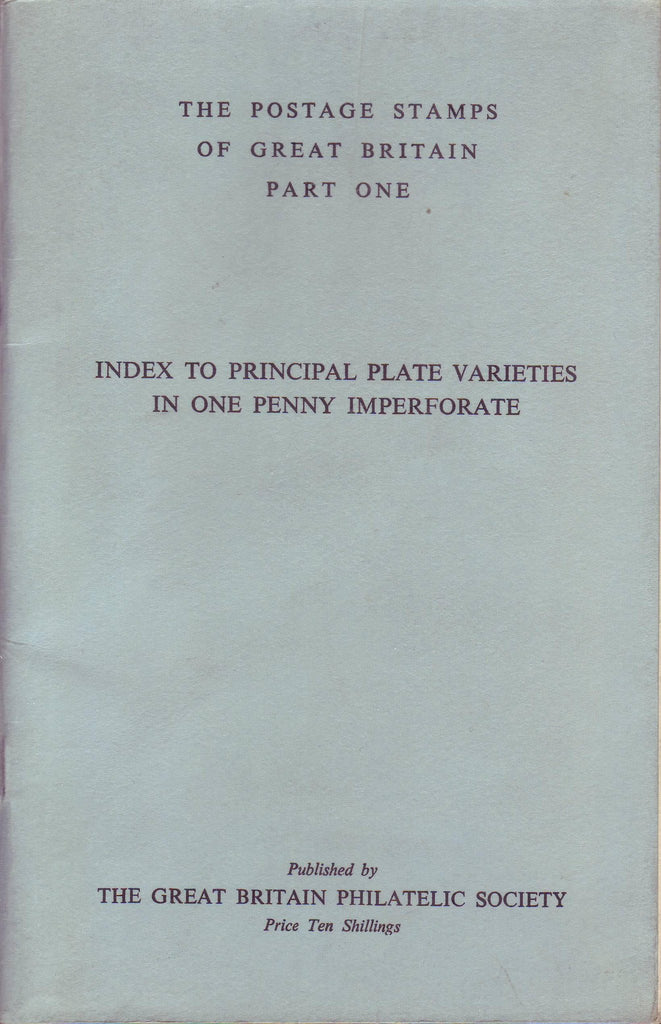 THE POSTAGE STAMPS
OF GREAT BRITAIN
PART ONE
INDEX TO PRINCIPAL PLATE VARIETIES
IN ONE PENNY IMPERFORATE
Published by
THE GREAT BRITAIN PHILATELIC SOCIETY
Price Ten Shillings